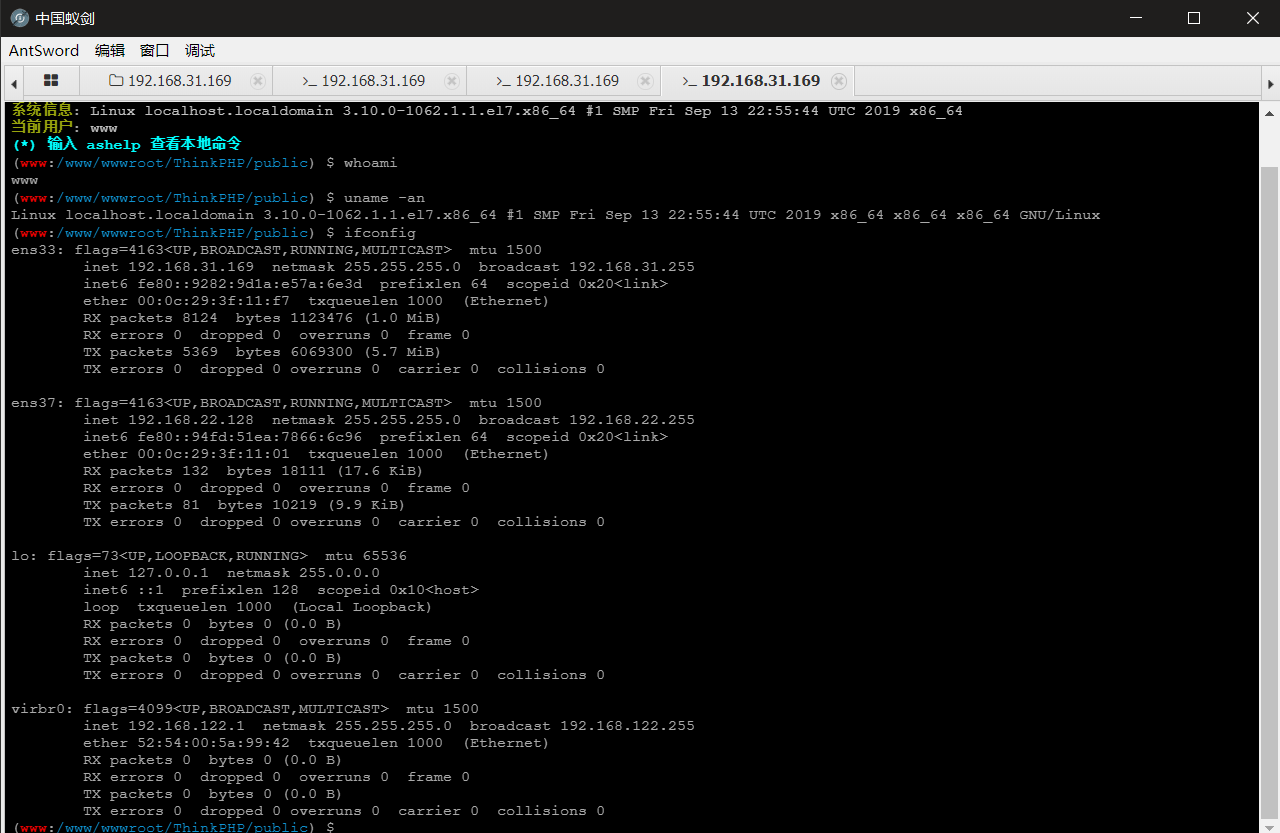 中国蚁剑
AntSword 编辑 窗口 调试
192.168.31.169 >_ 192.168.31.169 >_ 192.168.31.169 >_ 192.168.31.169
系统信息: Linux localhost.localdomain 3.10.0-1062.1.1.el7.x86_64 #1 SMP Fri Sep 13 22:55:44 UTC 2019 x86_64
当前用户: www
(*) 输入 ashelp 查看本地命令
(www:/www/wwwroot/ThinkPHP/public) $ whoami
www
(www:/www/wwwroot/ThinkPHP/public) $ uname -an
Linux localhost.localdomain 3.10.0-1062.1.1.el7.x86_64 #1 SMP Fri Sep 13 22:55:44 UTC 2019 x86_64 x86_64 x86_64 GNU/Linux
(www:/www/wwwroot/ThinkPHP/public) $ ifconfig
ens33: flags=4163<UP,BROADCAST,RUNNING,MULTICAST>  mtu 1500
        inet 192.168.31.169  netmask 255.255.255.0  broadcast 192.168.31.255
        inet6 fe80::9282:9d1a:e57a:6e3d  prefixlen 64  scopeid 0x20<link>
        ether 00:0c:29:3f:11:f7  txqueuelen 1000  (Ethernet)
        RX packets 8124  bytes 1123476 (1.0 MiB)
        RX errors 0  dropped 0  overruns 0  frame 0
        TX packets 5369  bytes 6069300 (5.7 MiB)
        TX errors 0  dropped 0 overruns 0  carrier 0  collisions 0
ens37: flags=4163<UP,BROADCAST,RUNNING,MULTICAST>  mtu 1500
        inet 192.168.22.128  netmask 255.255.255.0  broadcast 192.168.22.255
        inet6 fe80::94fd:51ea:7866:6c96  prefixlen 64  scopeid 0x20<link>
        ether 00:0c:29:3f:11:01  txqueuelen 1000  (Ethernet)
        RX packets 132  bytes 18111 (17.6 KiB)
        RX errors 0  dropped 0  overruns 0  frame 0
        TX packets 81  bytes 10219 (9.9 KiB)
        TX errors 0  dropped 0 overruns 0  carrier 0  collisions 0
lo: flags=73<UP,LOOPBACK,RUNNING>  mtu 65536
        inet 127.0.0.1  netmask 255.0.0.0
        inet6 ::1  prefixlen 128  scopeid 0x10<host>
        loop  txqueuelen 1000  (Local Loopback)
        RX packets 0  bytes 0 (0.0 B)
        RX errors 0  dropped 0  overruns 0  frame 0
        TX packets 0  bytes 0 (0.0 B)
        TX errors 0  dropped 0 overruns 0  carrier 0  collisions 0
virbr0: flags=4099<UP,BROADCAST,MULTICAST>  mtu 1500
        inet 192.168.122.1  netmask 255.255.255.0  broadcast 192.168.122.255
        ether 52:54:00:5a:99:42  txqueuelen 1000  (Ethernet)
        RX packets 0  bytes 0 (0.0 B)
        RX errors 0  dropped 0  overruns 0  frame 0
        TX packets 0  bytes 0 (0.0 B)
        TX errors 0  dropped 0 overruns 0  carrier 0  collisions 0
(www:/www/wwwroot/ThinkPHP/public) $